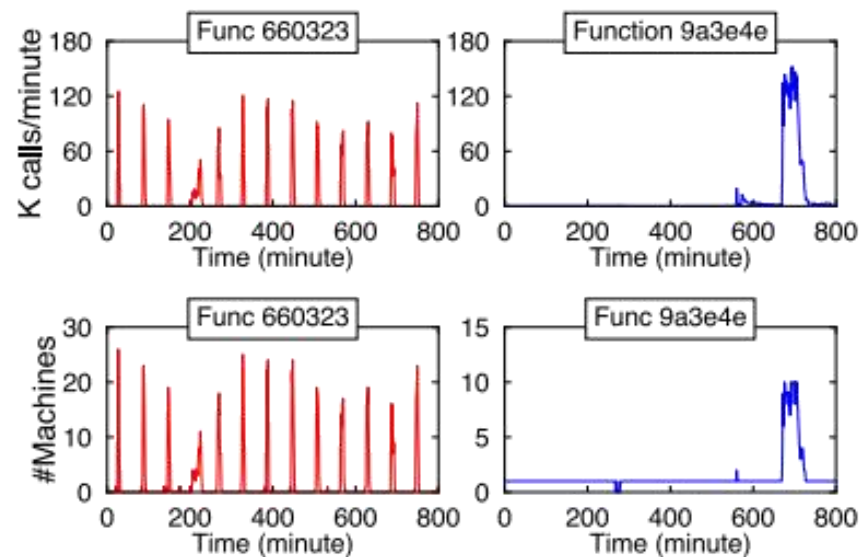 Func 660323
Function 9a3e4e
K calls/minute
180
120
60
0
0 200 400 600 800
Time (minute)
180
120
60
0
0 200 400 600 800
Time (minute)
Func 660323
Func 9a3e4e
#Machines
30
20
10
0
0 200 400 600 800
Time (minute)
15
10
5
0
0 200 400 600 800
Time (minute)